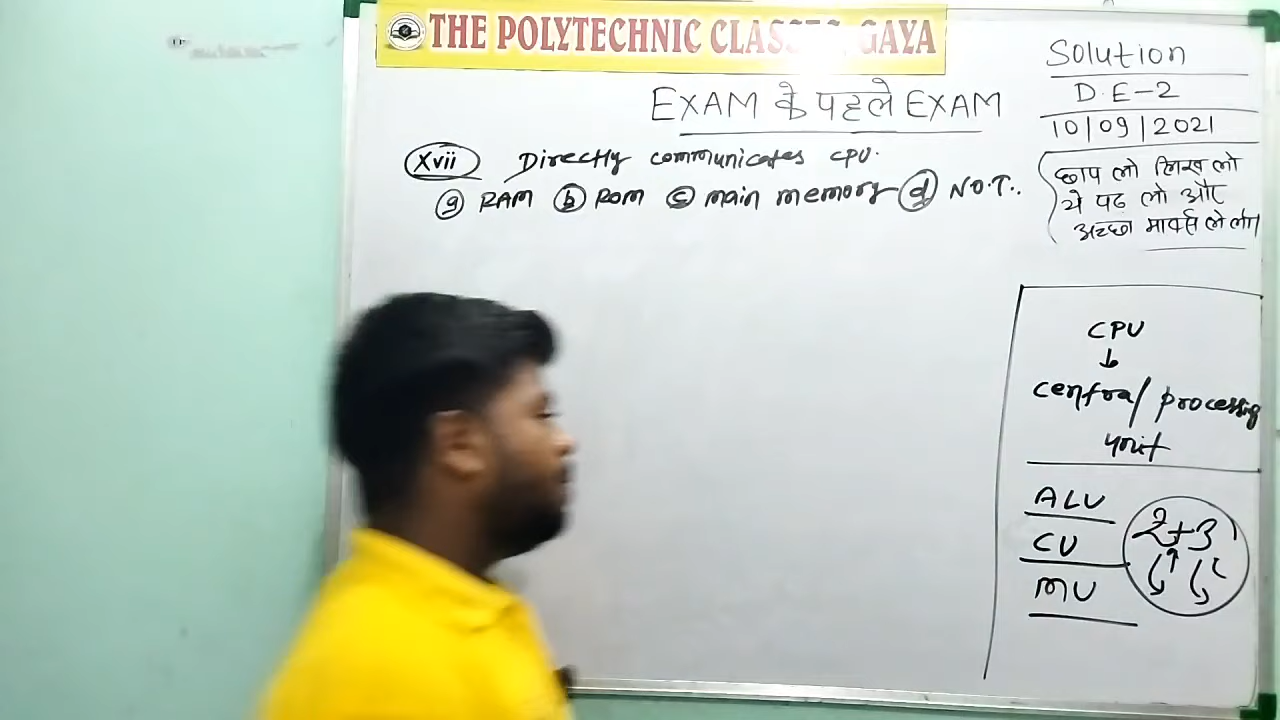 THE POLYTECHNIC CLASSES, GAYA
EXAM के पहले EXAM
Solution
D.E-2
10/09/2021
छाप लो लिख लो
ये पढ़ लो और
अच्छा मार्क्स ले लो।
xvii Directly communicates CPU.
a RAM b ROM c main memory d N.O.T..
CPU
↓
central processing
unit
ALU
CU
MU
2+3